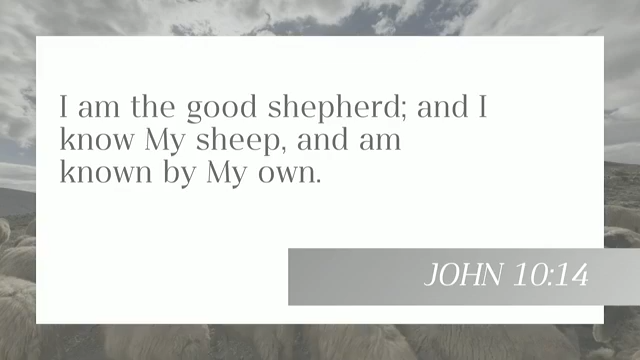 I am the good shepherd; and I
know My sheep, and am
known by My own.
JOHN 10:14